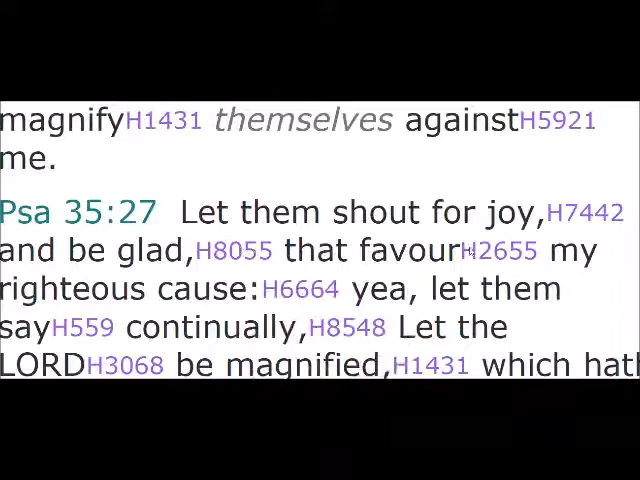 magnifyH1431 themselves againstH5921
me.
Psa 35:27 Let them shout for joy,H7442
and be glad,H8055 that favourH2655 my
righteous cause:H6664 yea, let them
sayH559 continually,H8548 Let the
LORDH3068 be magnified,H1431 which hath